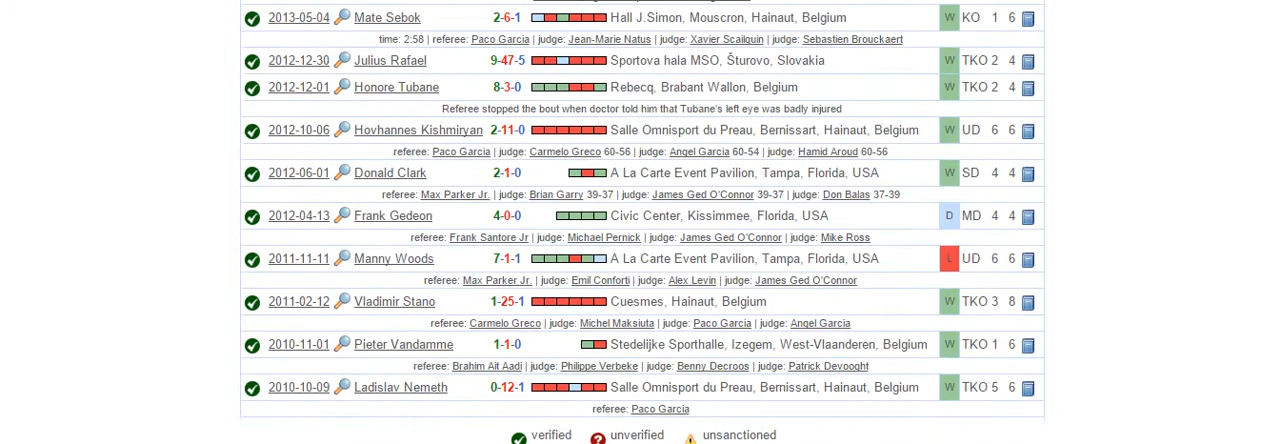 2013-05-04 Mate Sebok 2-6-1 Hall J.Simon, Mouscron, Hainaut, Belgium W KO 1 6
time: 2:58 | referee: Paco Garcia | judge: Jean-Marie Natus | judge: Xavier Scailquin | judge: Sebastien Brouckaert
2012-12-30 Julius Rafael 9-47-5 Sportova hala MSO, Šturovo, Slovakia W TKO 2 4
2012-12-01 Honore Tubane 8-3-0 Rebecq, Brabant Wallon, Belgium W TKO 2 4
Referee stopped the bout when doctor told him that Tubane's left eye was badly injured
2012-10-06 Hovhannes Kishmiryan 2-11-0 Salle Omnisport du Preau, Bernissart, Hainaut, Belgium W UD 6 6
referee: Paco Garcia | judge: Carmelo Greco 60-56 | judge: Angel Garcia 60-54 | judge: Hamid Aroud 60-56
2012-06-01 Donald Clark 2-1-0 A La Carte Event Pavilion, Tampa, Florida, USA W SD 4 4
referee: Max Parker Jr. | judge: Brian Garry 39-37 | judge: James Ged O'Connor 39-37 | judge: Don Balas 37-39
2012-04-13 Frank Gedeon 4-0-0 Civic Center, Kissimmee, Florida, USA D MD 4 4
referee: Frank Santore Jr | judge: Michael Pernick | judge: James Ged O'Connor | judge: Mike Ross
2011-11-11 Manny Woods 7-1-1 A La Carte Event Pavilion, Tampa, Florida, USA L UD 6 6
referee: Max Parker Jr. | judge: Emil Conforti | judge: Alex Levin | judge: James Ged O'Connor
2011-02-12 Vladimir Stano 1-25-1 Cuesmes, Hainaut, Belgium W TKO 3 8
referee: Carmelo Greco | judge: Michel Maksiuta | judge: Paco Garcia | judge: Angel Garcia
2010-11-01 Pieter Vandamme 1-1-0 Stedelijke Sporthalle, Izegem, West-Vlaanderen, Belgium W TKO 1 6
referee: Brahim Ait Aadi | judge: Philippe Verbeke | judge: Benny Decroos | judge: Patrick Devooght
2010-10-09 Ladislav Nemeth 0-12-1 Salle Omnisport du Preau, Bernissart, Hainaut, Belgium W TKO 5 6
referee: Paco Garcia
verified unverified unsanctioned